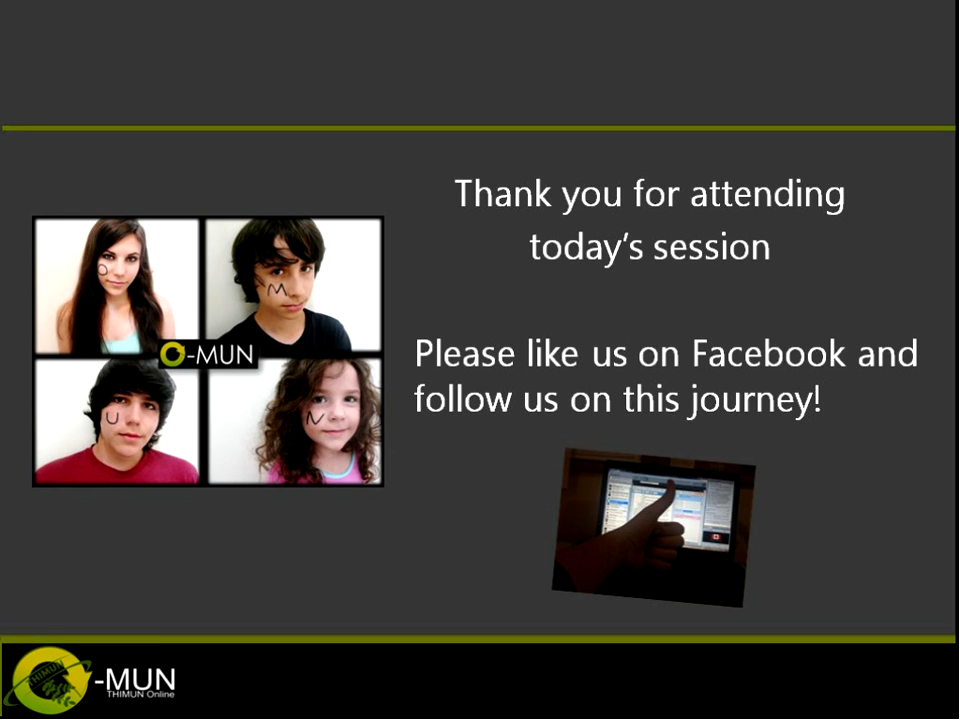 Thank you for attending
today's session
O
M
O-MUN
U
N
Please like us on Facebook and
follow us on this journey!
THIMUN
-MUN
THIMUN Online